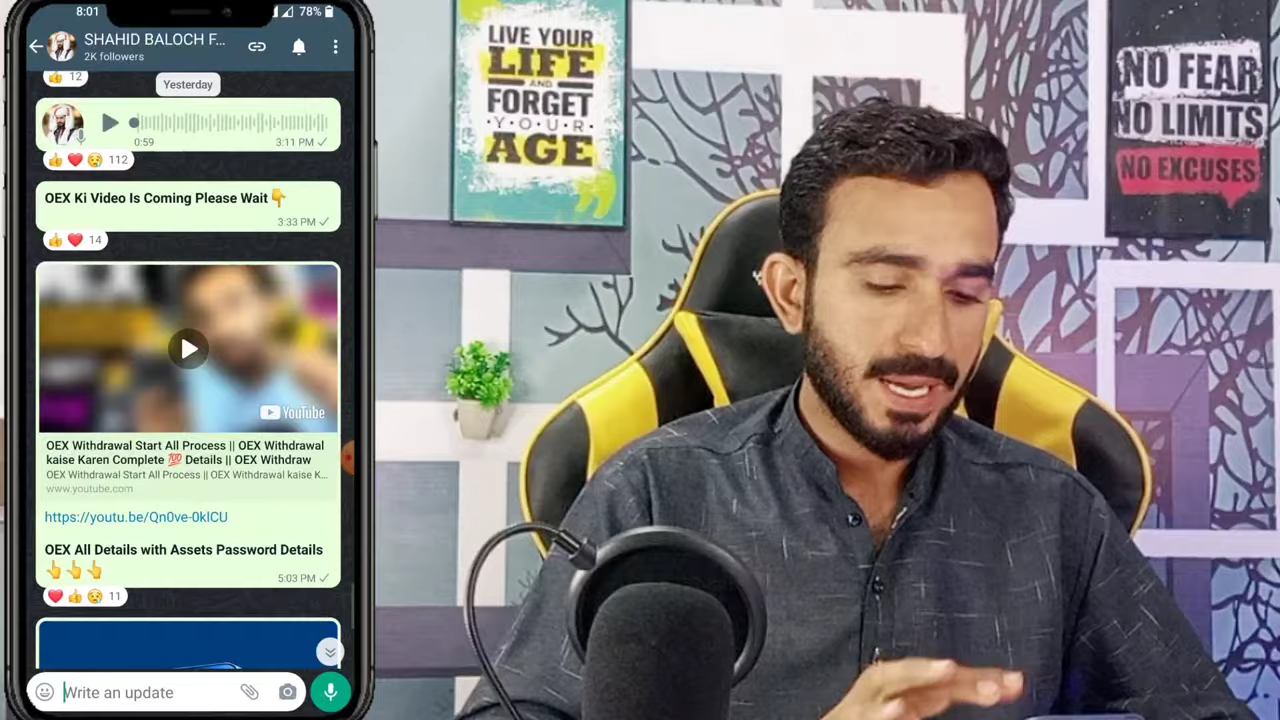 8:01
78%
SHAHID BALOCH F...
2K followers
12
Yesterday
0:59
3:11 PM
112
OEX Ki Video Is Coming Please Wait👇
3:33 PM
14
YouTube
OEX Withdrawal Start All Process || OEX Withdrawal
kaise Karen Complete 💯 Details || OEX Withdraw
OEX Withdrawal Start All Process || OEX Withdrawal kaise K...
www.youtube.com
https://youtu.be/Qn0ve-0kICU
OEX All Details with Assets Password Details
👆👆👆
5:03 PM
11
Write an update
LIVE YOUR
LIFE
AND
FORGET
·Y·O·U·R·
AGE
NO FEAR
NO LIMITS
NO EXCUSES